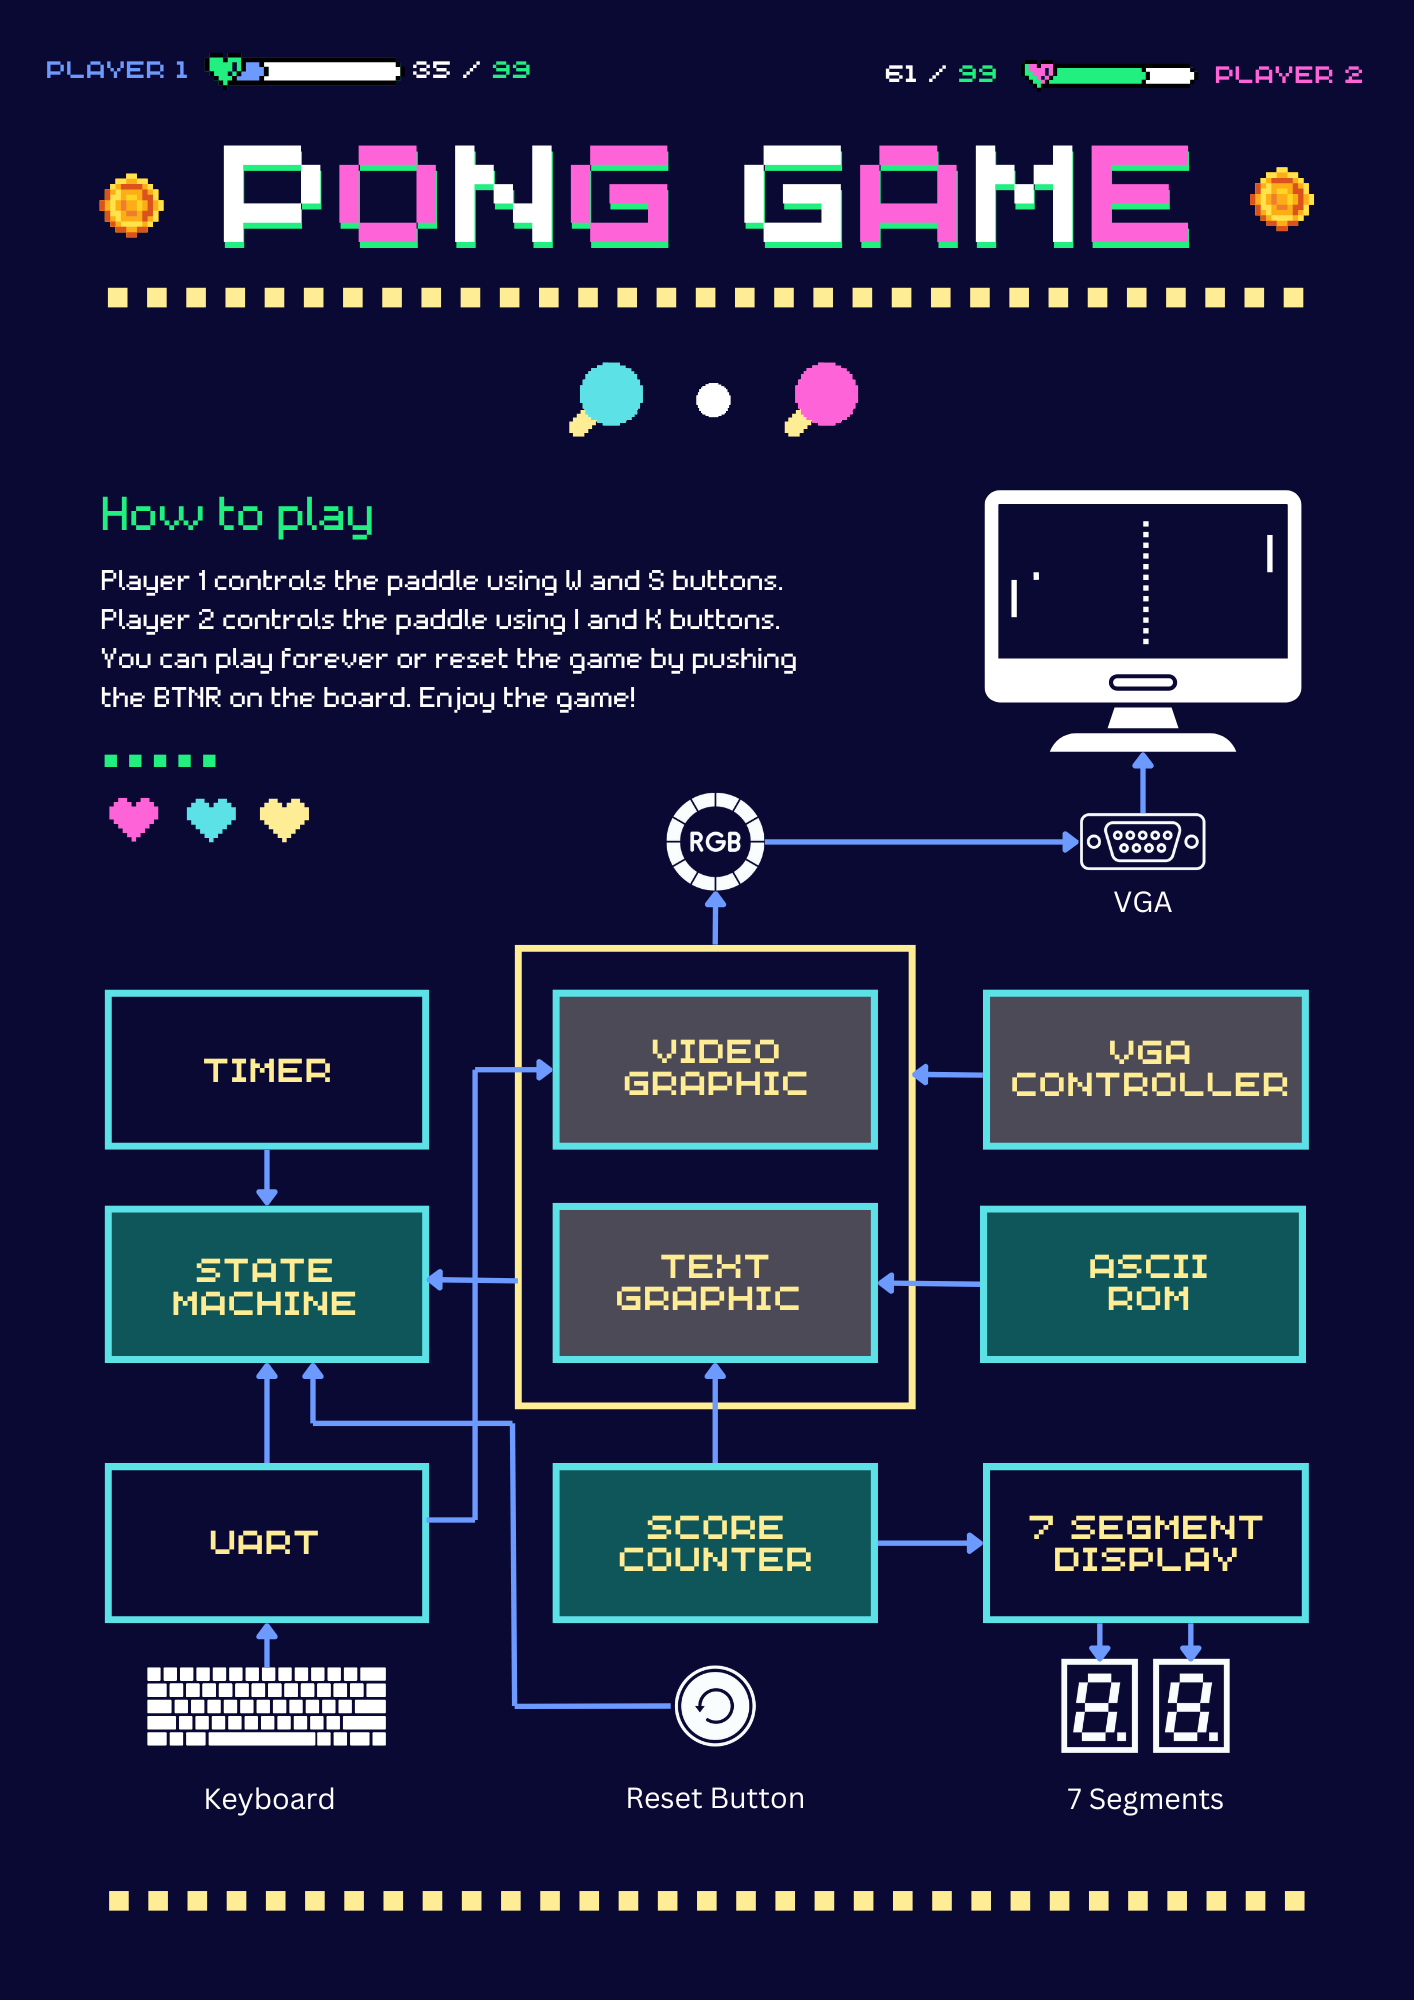 PLAYER 1 35 / 99
61 / 99 PLAYER 2
PONG GAME
How to play
Player 1 controls the paddle using W and S buttons.
Player 2 controls the paddle using I and K buttons.
You can play forever or reset the game by pushing
the BTNR on the board. Enjoy the game!
RGB
VGA
TIMER
VIDEO
GRAPHIC
VGA
CONTROLLER
STATE
MACHINE
TEXT
GRAPHIC
ASCII
ROM
UART
SCORE
COUNTER
7 SEGMENT
DISPLAY
8. 8.
Keyboard
Reset Button
7 Segments